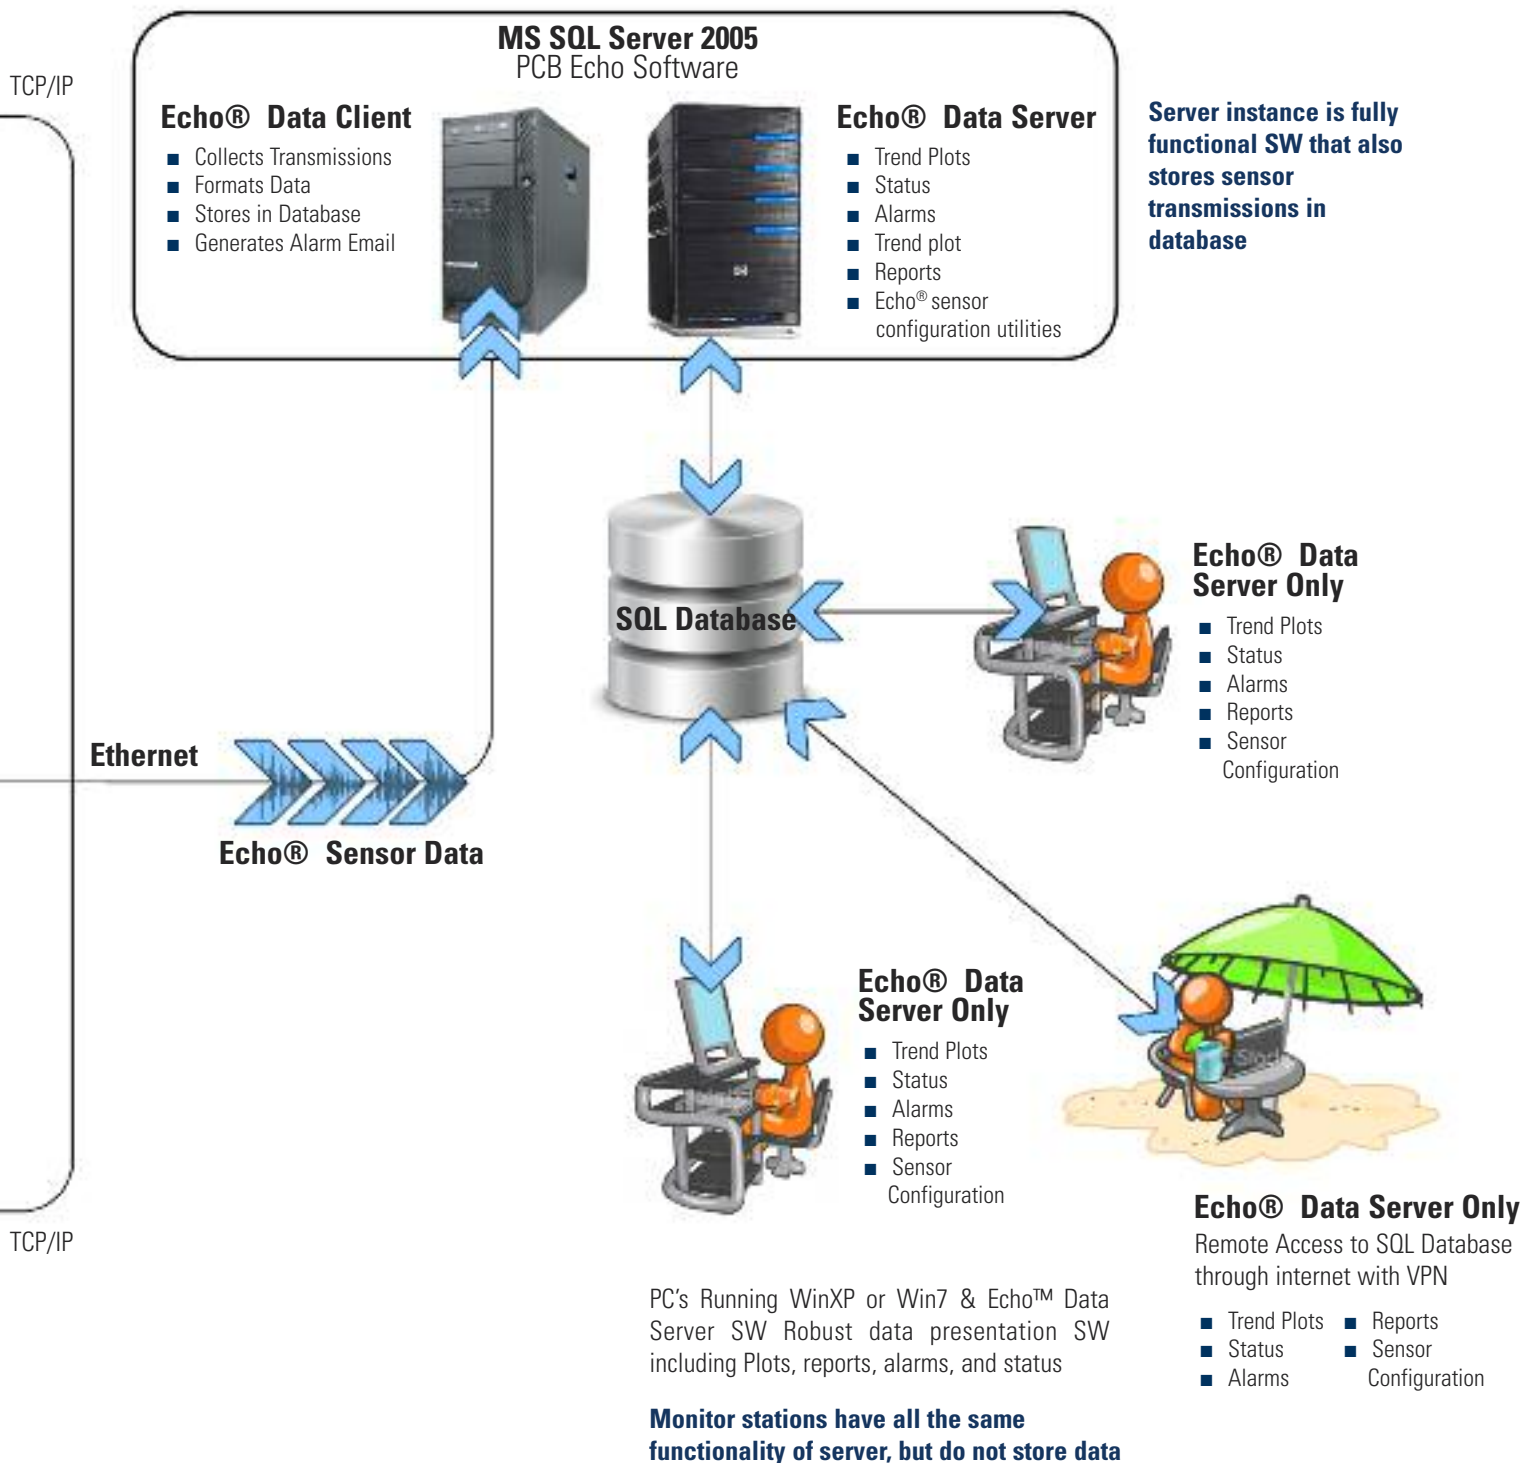 MS SQL Server 2005
PCB Echo Software
TCP/IP
Echo® Data Client
■ Collects Transmissions
■ Formats Data
■ Stores in Database
■ Generates Alarm Email
Echo® Data Server
■ Trend Plots
■ Status
■ Alarms
■ Trend plot
■ Reports
■ Echo® sensor
configuration utilities
Server instance is fully
functional SW that also
stores sensor
transmissions in
database
SQL Database
Echo® Data
Server Only
■ Trend Plots
■ Status
■ Alarms
■ Reports
■ Sensor
Configuration
Ethernet
Echo® Sensor Data
Echo® Data
Server Only
■ Trend Plots
■ Status
■ Alarms
■ Reports
■ Sensor
Configuration
TCP/IP
Echo® Data Server Only
Remote Access to SQL Database
through internet with VPN
■ Trend Plots ■ Reports
■ Status ■ Sensor
■ Alarms Configuration
PC's Running WinXP or Win7 & Echo™ Data
Server SW Robust data presentation SW
including Plots, reports, alarms, and status
Monitor stations have all the same
functionality of server, but do not store data